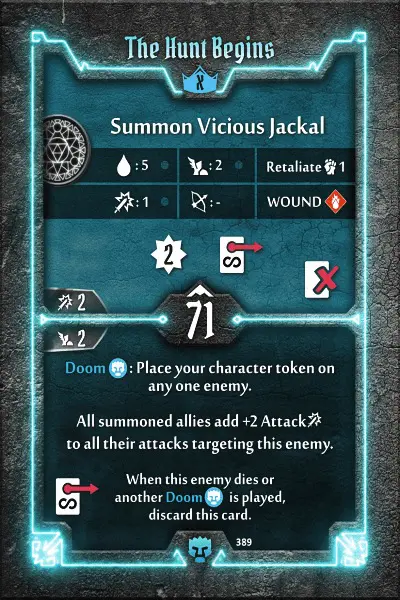 The Hunt Begins
X
Summon Vicious Jackal
: 5
: 2
Retaliate 1
: 1
: -
WOUND
2
2
71
2
Doom : Place your character token on
any one enemy.
All summoned allies add +2 Attack
to all their attacks targeting this enemy.
When this enemy dies or
another Doom is played,
discard this card.
389